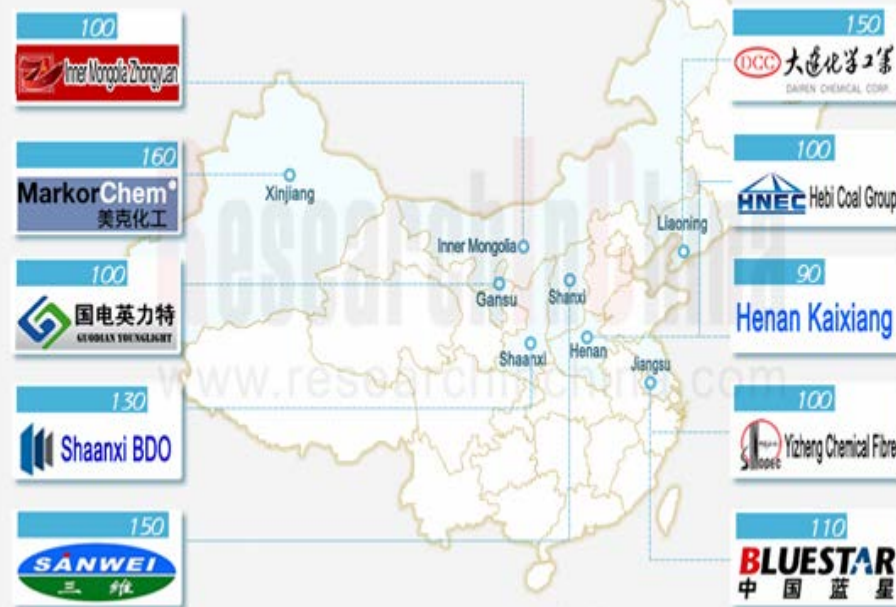 100
Inner Mongolia Zhongyuan
160
MarkorChem
美克化工
100
国电英力特
GUODIAN YOUNGLIGHT
130
Shaanxi BDO
150
SANWEI
三维
150
DCC 大连化学工业
DAIREN CHEMICAL CORP.
100
HNEC Hebi Coal Group
90
Henan Kaixiang
100
Yizheng Chemical Fibre
110
BLUESTAR
中国蓝星
Xinjiang
Inner Mongolia
Liaoning
Gansu
Shanxi
Shaanxi
Henan
Jiangsu
ResearchInChina
www.researchinchina.com